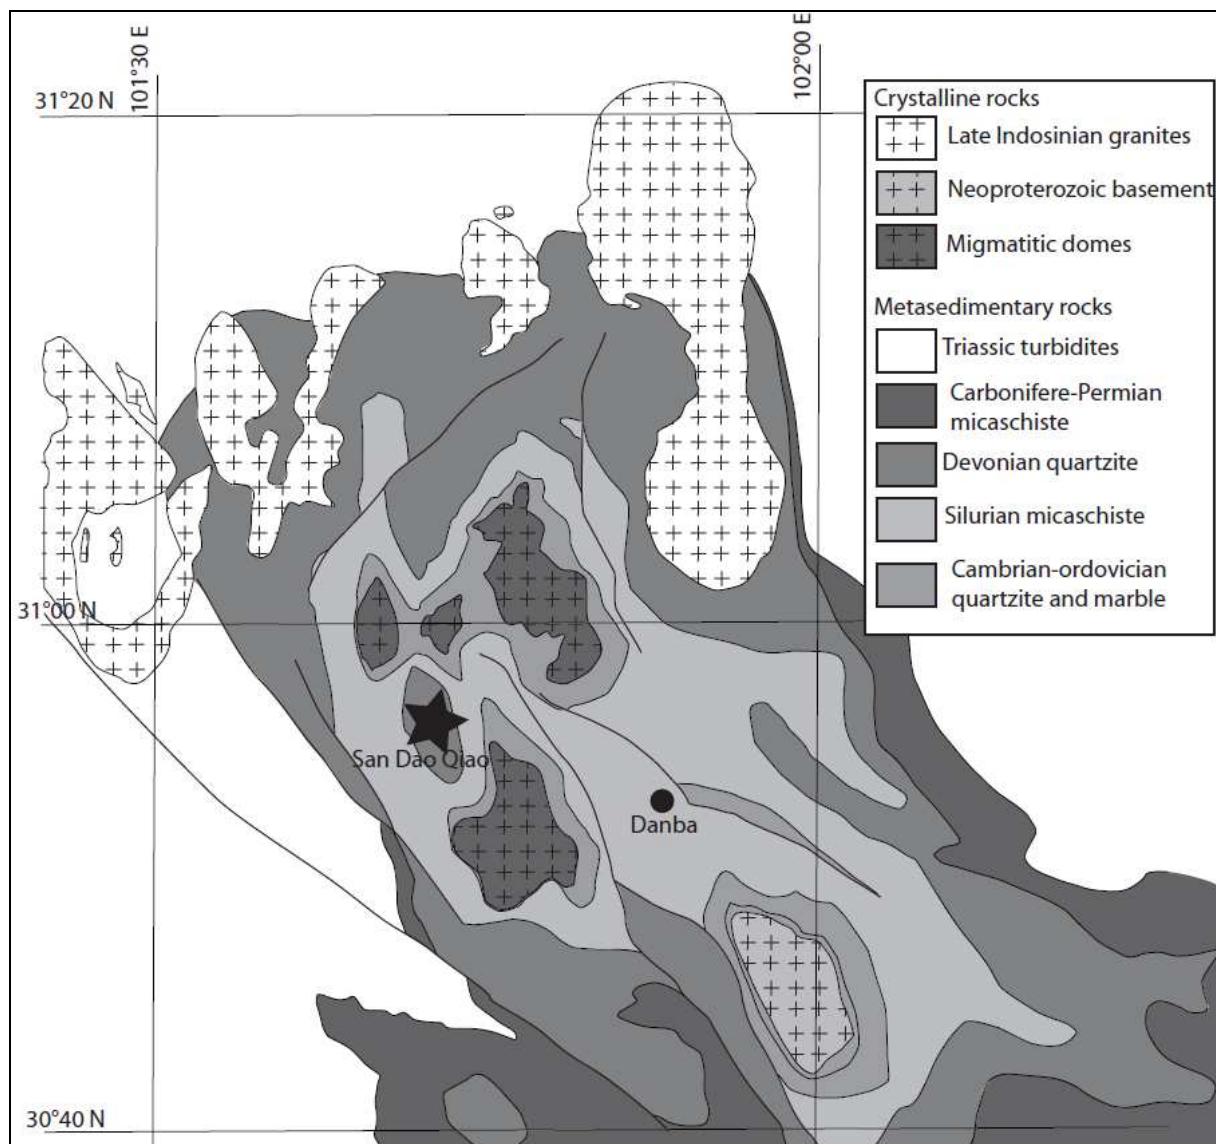 101°30 E
102°00 E
31°20 N
Crystalline rocks
Late Indosinian granites
Neoproterozoic basement
Migmatitic domes
Metasedimentary rocks
Triassic turbidites
Carbonifere-Permian
micaschiste
Devonian quartzite
Silurian micaschiste
Cambrian-ordovician
quartzite and marble
31°00 N
San Dao Qiao
Danba
30°40 N